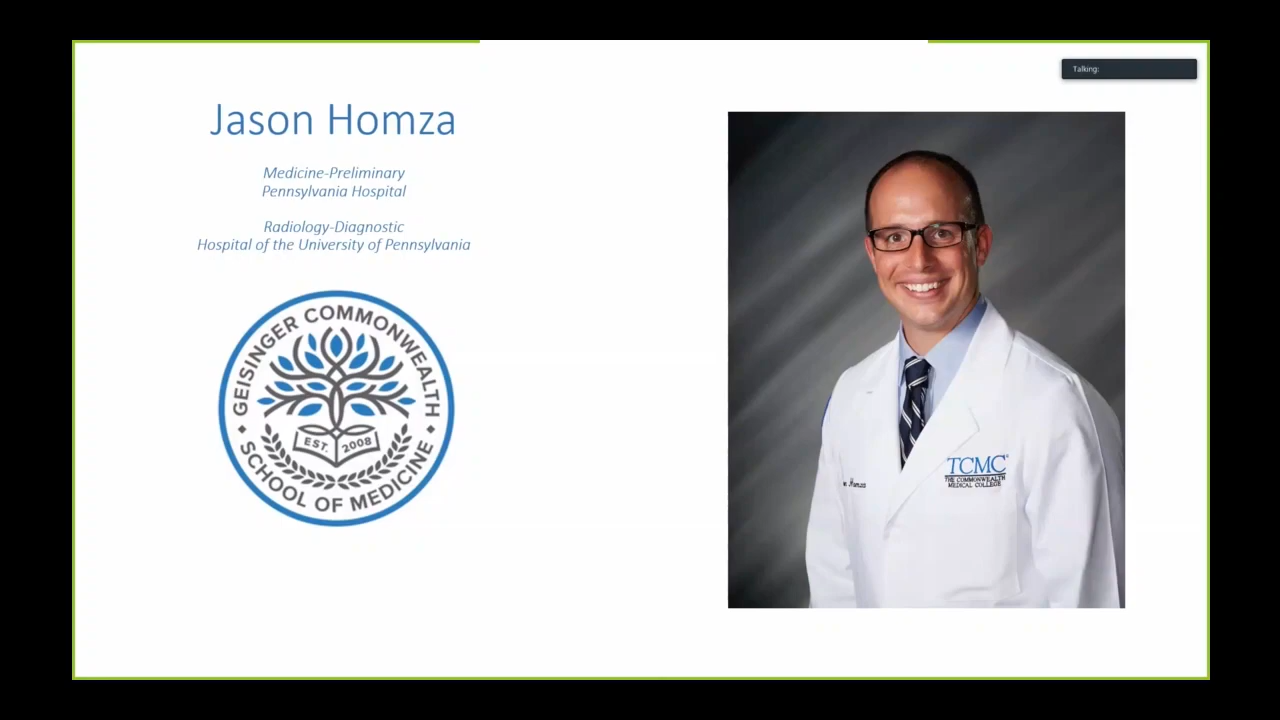 Talking:
Jason Homza
Medicine-Preliminary
Pennsylvania Hospital
Radiology-Diagnostic
Hospital of the University of Pennsylvania
GEISINGER COMMONWEALTH
SCHOOL OF MEDICINE
EST. 2008
TCMC
THE COMMONWEALTH
MEDICAL COLLEGE
Homza